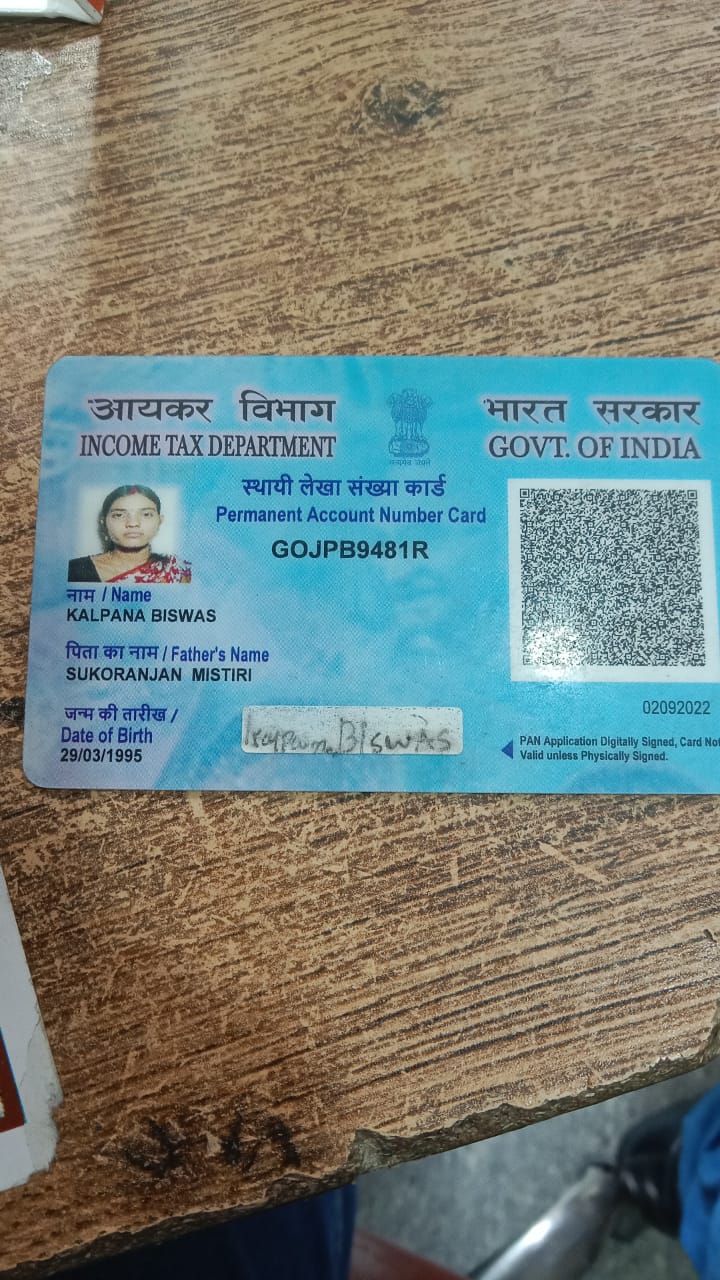 आयकर विभाग
INCOME TAX DEPARTMENT
भारत सरकार
GOVT. OF INDIA
सत्यमेव जयते
स्थायी लेखा संख्या कार्ड
Permanent Account Number Card
GOJPB9481R
नाम / Name
KALPANA BISWAS
पिता का नाम / Father's Name
SUKORANJAN MISTIRI
जन्म की तारीख /
Date of Birth
29/03/1995
Biswas
02092022
PAN Application Digitally Signed, Card Not
Valid unless Physically Signed.